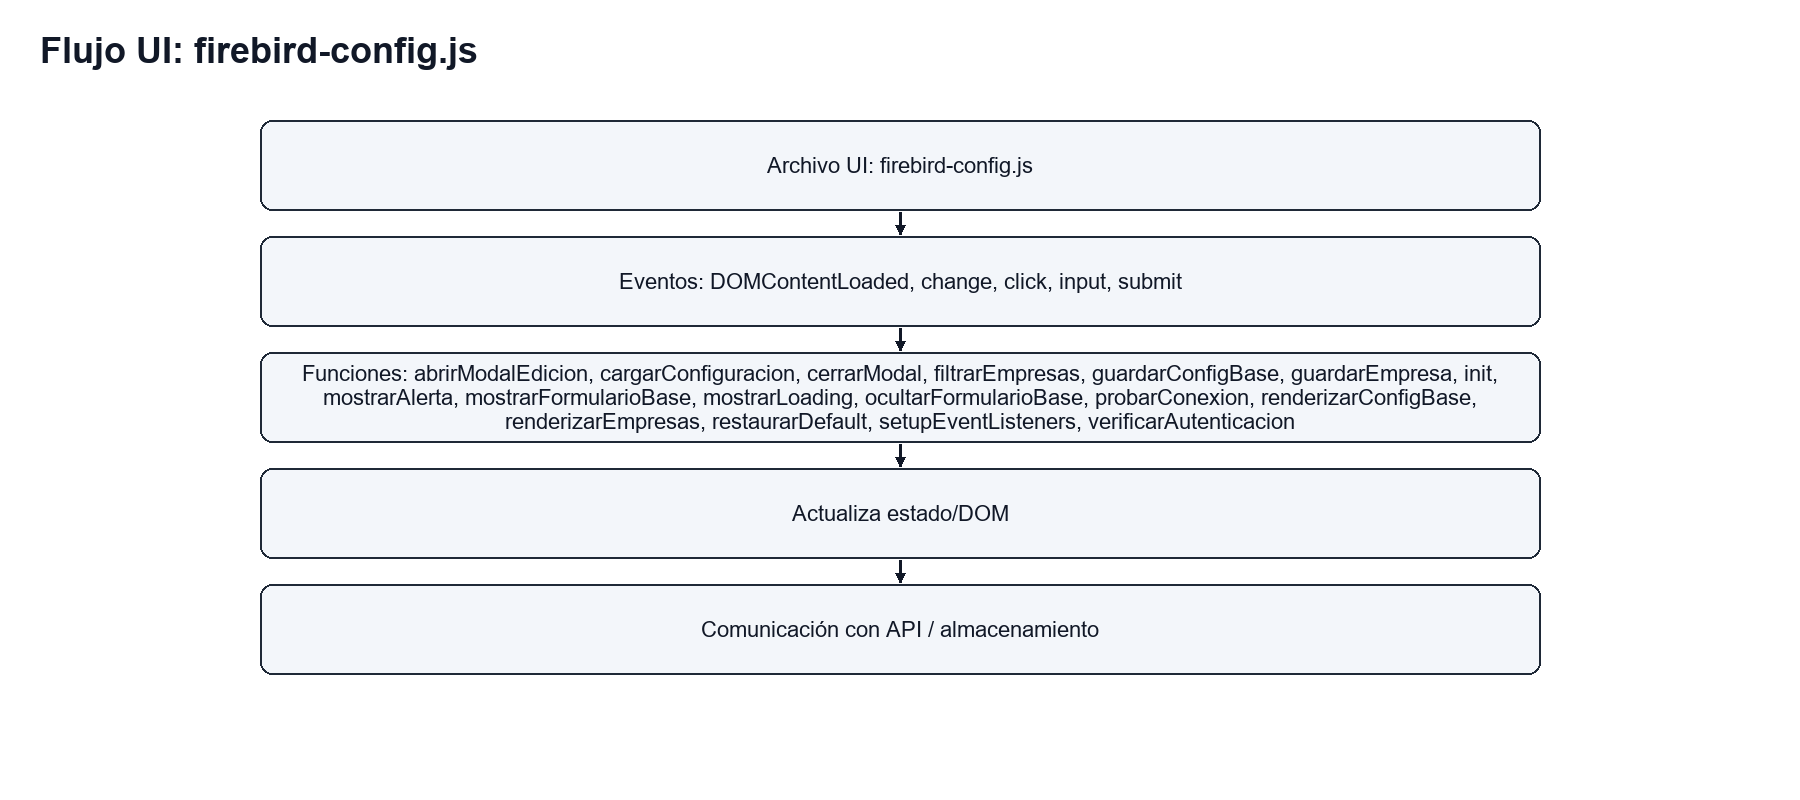 Flujo UI: firebird-config.js
Archivo UI: firebird-config.js
Eventos: DOMContentLoaded, change, click, input, submit
Funciones: abrirModalEdicion, cargarConfiguracion, cerrarModal, filtrarEmpresas, guardarConfigBase, guardarEmpresa, init,
mostrarAlerta, mostrarFormularioBase, mostrarLoading, ocultarFormularioBase, probarConexion, renderizarConfigBase,
renderizarEmpresas, restaurarDefault, setupEventListeners, verificarAutenticacion
Actualiza estado/DOM
Comunicación con API / almacenamiento